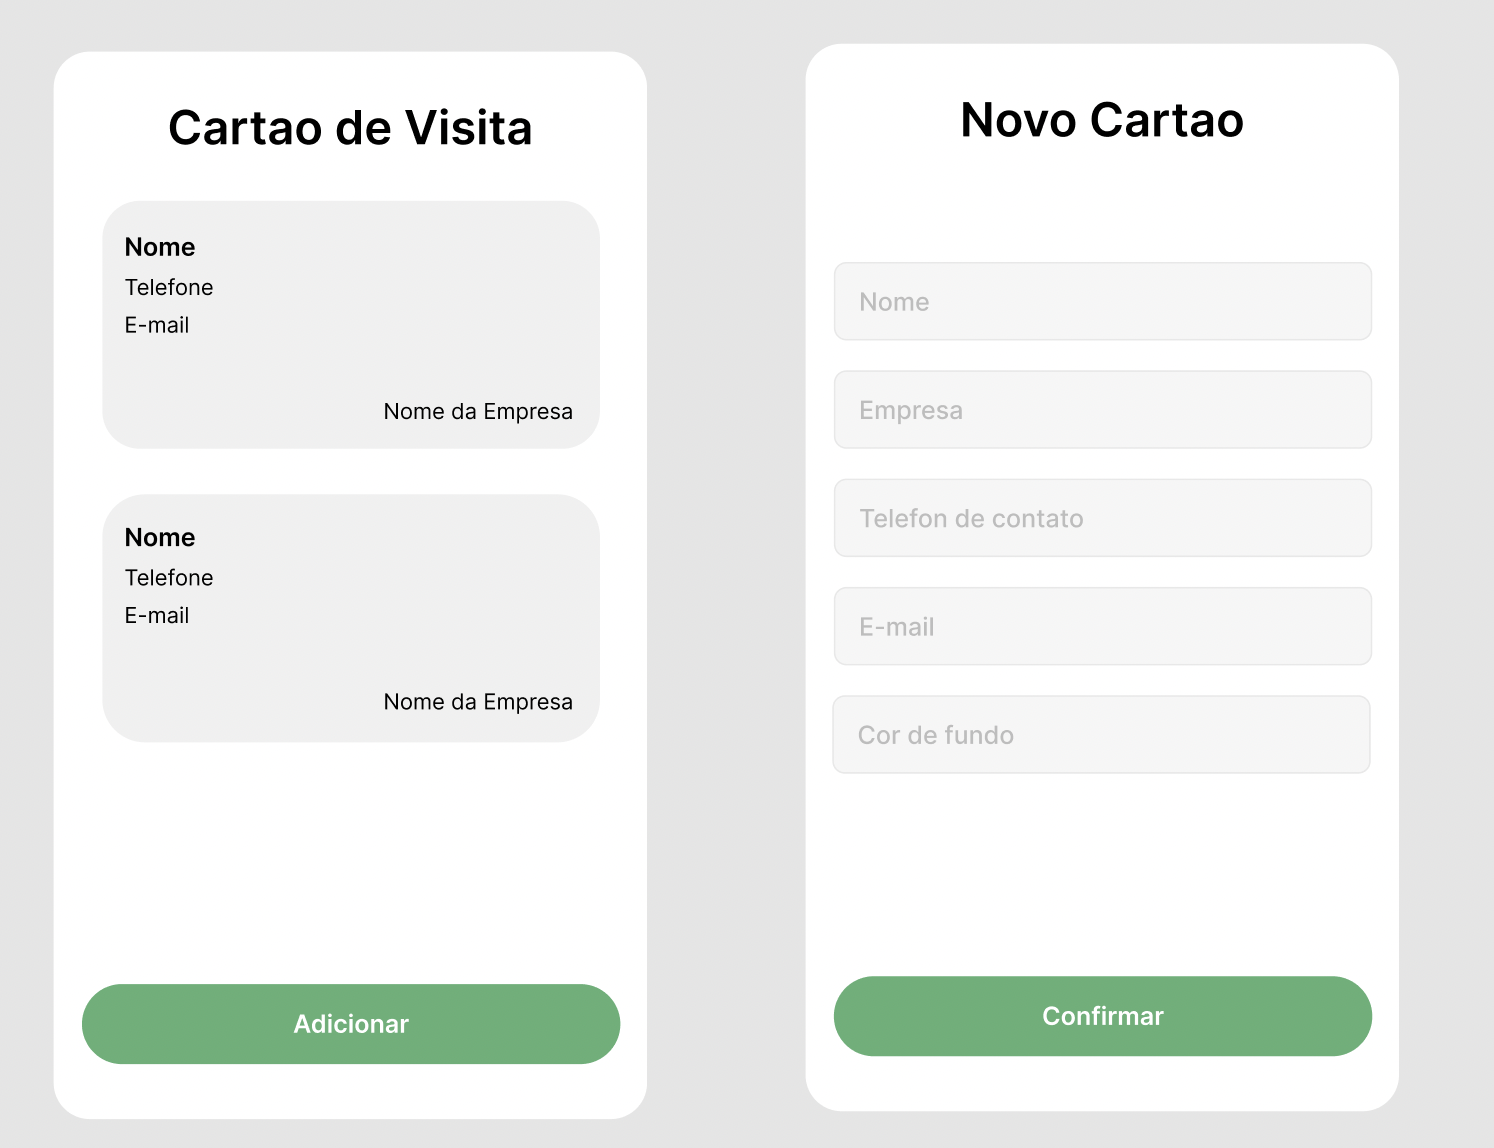 Cartao de Visita
Nome
Telefone
E-mail
Nome da Empresa
Nome
Telefone
E-mail
Nome da Empresa
Adicionar
Novo Cartao
Nome
Empresa
Telefon de contato
E-mail
Cor de fundo
Confirmar